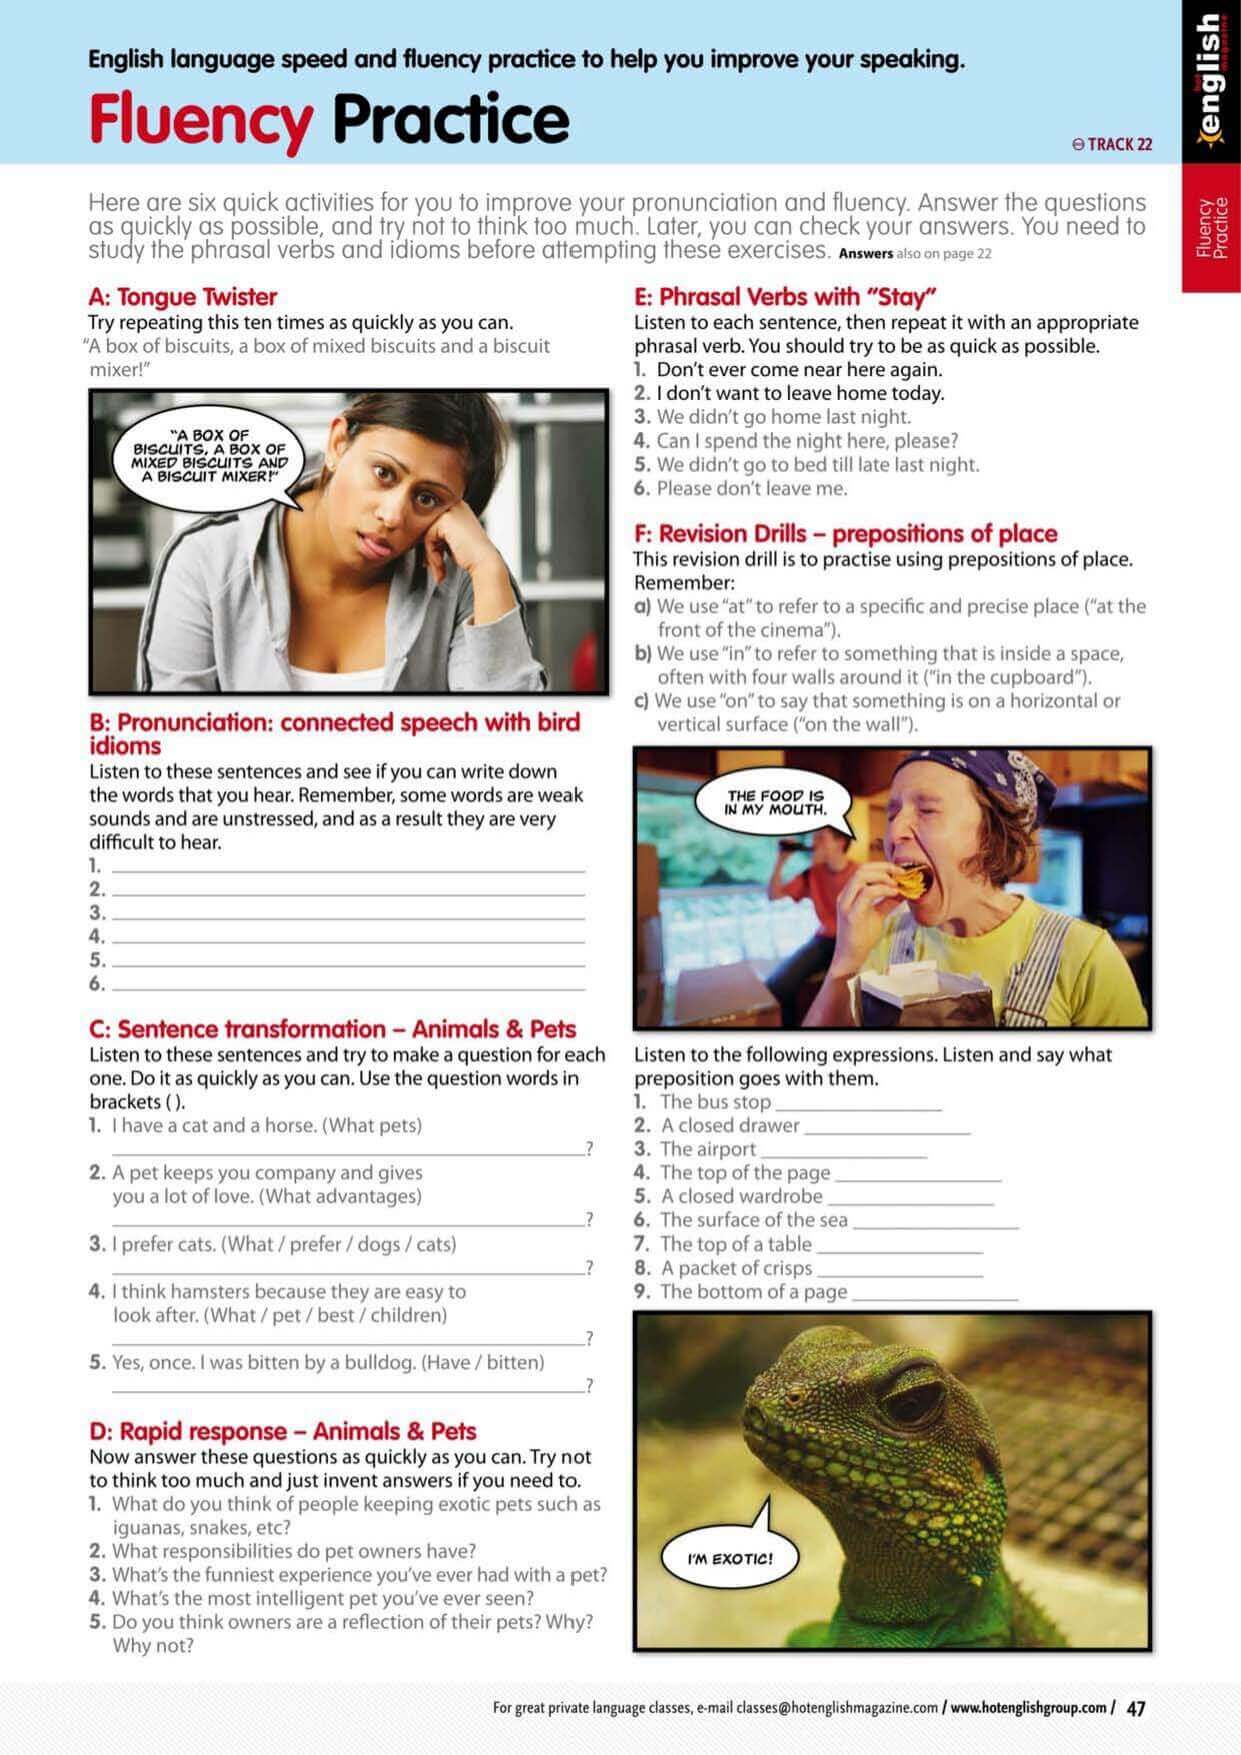 English language speed and fluency practice to help you improve your speaking.
Fluency Practice
TRACK 22
hot
english
magazine
Fluency
Practice
Here are six quick activities for you to improve your pronunciation and fluency. Answer the questions
as quickly as possible, and try not to think too much. Later, you can check your answers. You need to
study the phrasal verbs and idioms before attempting these exercises. Answers also on page 22
A: Tongue Twister
Try repeating this ten times as quickly as you can.
“A box of biscuits, a box of mixed biscuits and a biscuit
mixer!”
“A BOX OF
BISCUITS, A BOX OF
MIXED BISCUITS AND
A BISCUIT MIXER!”
B: Pronunciation: connected speech with bird
idioms
Listen to these sentences and see if you can write down
the words that you hear. Remember, some words are weak
sounds and are unstressed, and as a result they are very
difficult to hear.
1. ____
2. ____
3. ____
4. ____
5. ____
6. ____
C: Sentence transformation – Animals & Pets
Listen to these sentences and try to make a question for each
one. Do it as quickly as you can. Use the question words in
brackets ( ).
1. I have a cat and a horse. (What pets)
____?
2. A pet keeps you company and gives
you a lot of love. (What advantages)
____?
3. I prefer cats. (What / prefer / dogs / cats)
____?
4. I think hamsters because they are easy to
look after. (What / pet / best / children)
____?
5. Yes, once. I was bitten by a bulldog. (Have / bitten)
____?
D: Rapid response – Animals & Pets
Now answer these questions as quickly as you can. Try not
to think too much and just invent answers if you need to.
1. What do you think of people keeping exotic pets such as
iguanas, snakes, etc?
2. What responsibilities do pet owners have?
3. What’s the funniest experience you’ve ever had with a pet?
4. What’s the most intelligent pet you’ve ever seen?
5. Do you think owners are a reflection of their pets? Why?
Why not?
E: Phrasal Verbs with “Stay”
Listen to each sentence, then repeat it with an appropriate
phrasal verb. You should try to be as quick as possible.
1. Don’t ever come near here again.
2. I don’t want to leave home today.
3. We didn’t go home last night.
4. Can I spend the night here, please?
5. We didn’t go to bed till late last night.
6. Please don’t leave me.
F: Revision Drills – prepositions of place
This revision drill is to practise using prepositions of place.
Remember:
a) We use “at” to refer to a specific and precise place (“at the
front of the cinema”).
b) We use “in” to refer to something that is inside a space,
often with four walls around it (“in the cupboard”).
c) We use “on” to say that something is on a horizontal or
vertical surface (“on the wall”).
THE FOOD IS
IN MY MOUTH.
Listen to the following expressions. Listen and say what
preposition goes with them.
1. The bus stop ____
2. A closed drawer ____
3. The airport ____
4. The top of the page ____
5. A closed wardrobe ____
6. The surface of the sea ____
7. The top of a table ____
8. A packet of crisps ____
9. The bottom of a page ____
I’M EXOTIC!
For great private language classes, e-mail classes@hotenglishmagazine.com / www.hotenglishgroup.com / 47